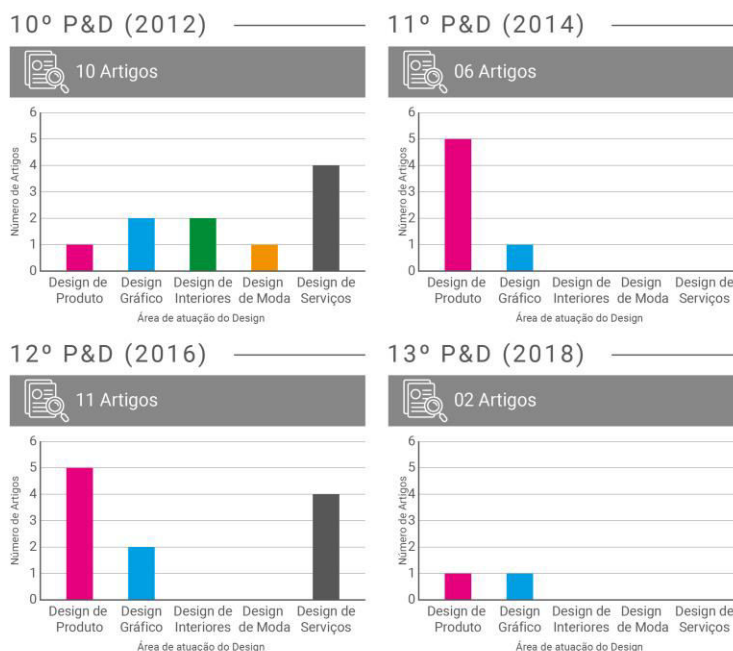 10º P&D (2012)
10 Artigos
6
5
4
3
2
1
0
Número de Artigos
Design de Produto
Design Gráfico
Design de Interiores
Design de Moda
Design de Serviços
Área de atuação do Design
11º P&D (2014)
06 Artigos
6
5
4
3
2
1
0
Número de Artigos
Design de Produto
Design Gráfico
Design de Interiores
Design de Moda
Design de Serviços
Área de atuação do Design
12º P&D (2016)
11 Artigos
6
5
4
3
2
1
0
Número de Artigos
Design de Produto
Design Gráfico
Design de Interiores
Design de Moda
Design de Serviços
Área de atuação do Design
13º P&D (2018)
02 Artigos
6
5
4
3
2
1
0
Número de Artigos
Design de Produto
Design Gráfico
Design de Interiores
Design de Moda
Design de Serviços
Área de atuação do Design